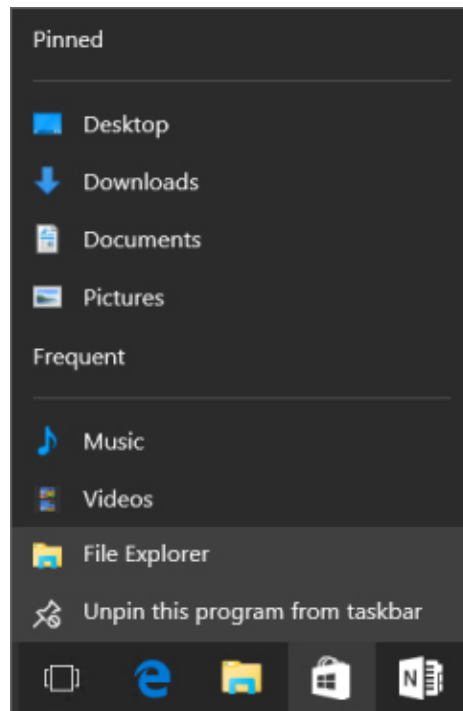 Pinned
Desktop
Downloads
Documents
Pictures
Frequent
Music
Videos
File Explorer
Unpin this program from taskbar
N